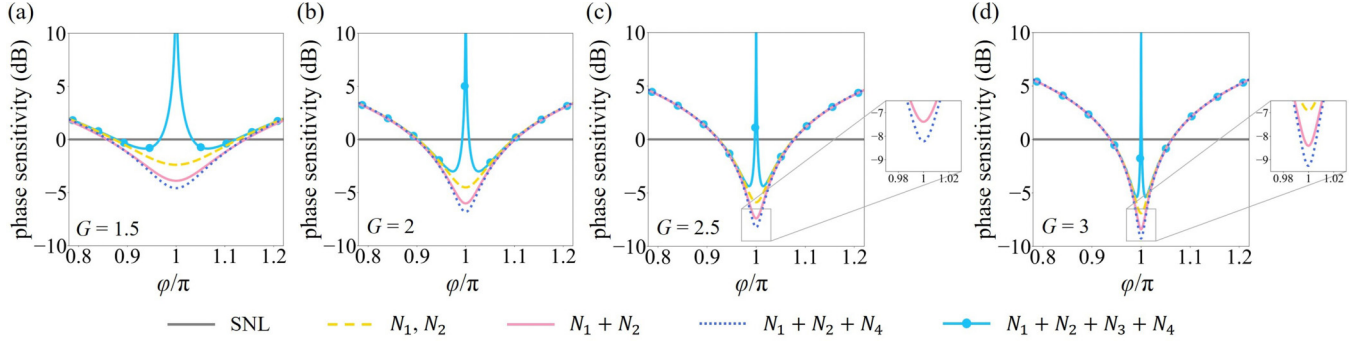 (a)
phase sensitivity (dB)
10
5
0
−5
−10
G = 1.5
0.8 0.9 1 1.1 1.2
φ/π
(b)
phase sensitivity (dB)
10
5
0
−5
−10
G = 2
0.8 0.9 1 1.1 1.2
φ/π
(c)
phase sensitivity (dB)
10
5
0
−5
−10
G = 2.5
0.8 0.9 1 1.1 1.2
φ/π
−7
−8
−9
0.98 1 1.02
(d)
phase sensitivity (dB)
10
5
0
−5
−10
G = 3
0.8 0.9 1 1.1 1.2
φ/π
−7
−8
−9
0.98 1 1.02
SNL N₁, N₂ N₁ + N₂ N₁ + N₂ + N₄ N₁ + N₂ + N₃ + N₄